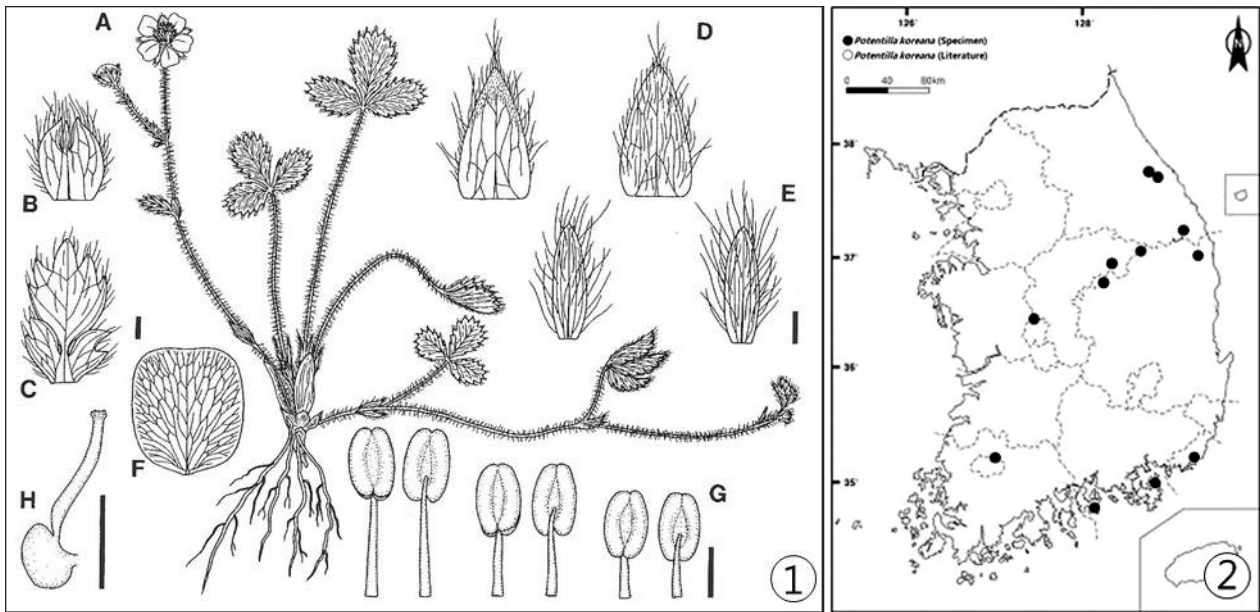 A
B
C
D
E
F
G
H
①
126°
128°
Potentilla koreana (Specimen)
Potentilla koreana (Literature)
0 40 80km
N
38°
37°
36°
35°
②